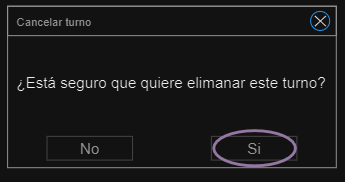 Cancelar turno
¿Está seguro que quiere elimanar este turno?
No
Si